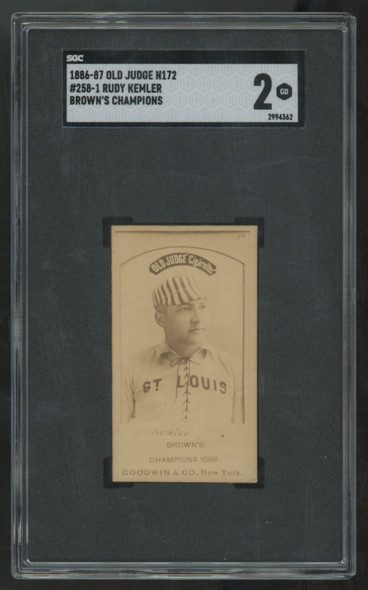 SGC
1886-87 OLD JUDGE N172
#258-1 RUDY KEMLER
BROWN'S CHAMPIONS
2 GD
2994362
OLD JUDGE Cigarettes
ST LOUIS
Kemler
BROWN'S
CHAMPIONS 1886.
GOODWIN & CO. New York.